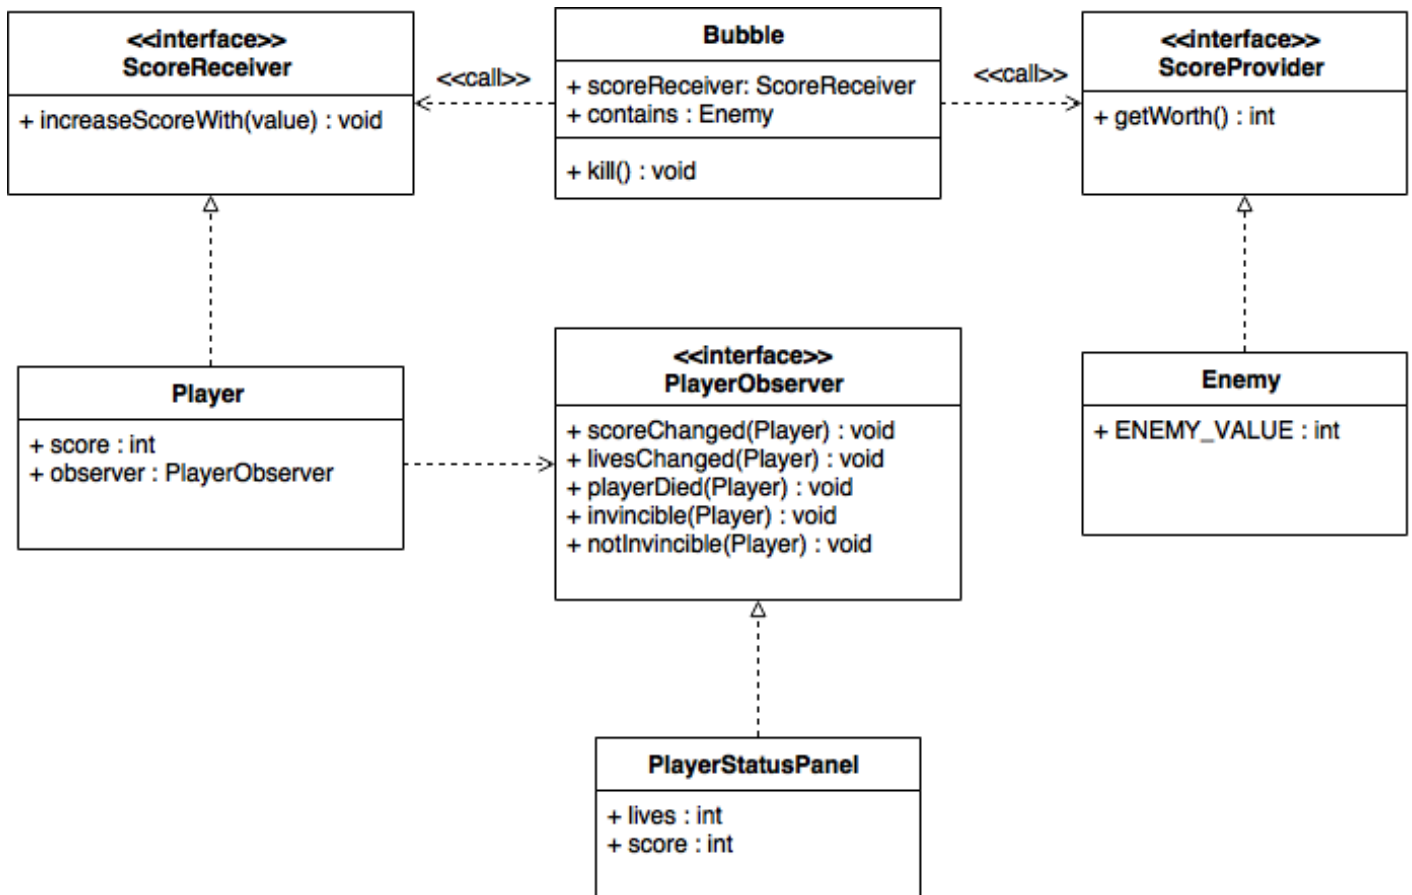 <<interface>>
ScoreReceiver
+ increaseScoreWith(value) : void
<<call>>
Bubble
+ scoreReceiver: ScoreReceiver
+ contains : Enemy
+ kill() : void
<<call>>
<<interface>>
ScoreProvider
+ getWorth() : int
Player
+ score : int
+ observer : PlayerObserver
<<interface>>
PlayerObserver
+ scoreChanged(Player) : void
+ livesChanged(Player) : void
+ playerDied(Player) : void
+ invincible(Player) : void
+ notInvincible(Player) : void
Enemy
+ ENEMY_VALUE : int
PlayerStatusPanel
+ lives : int
+ score : int